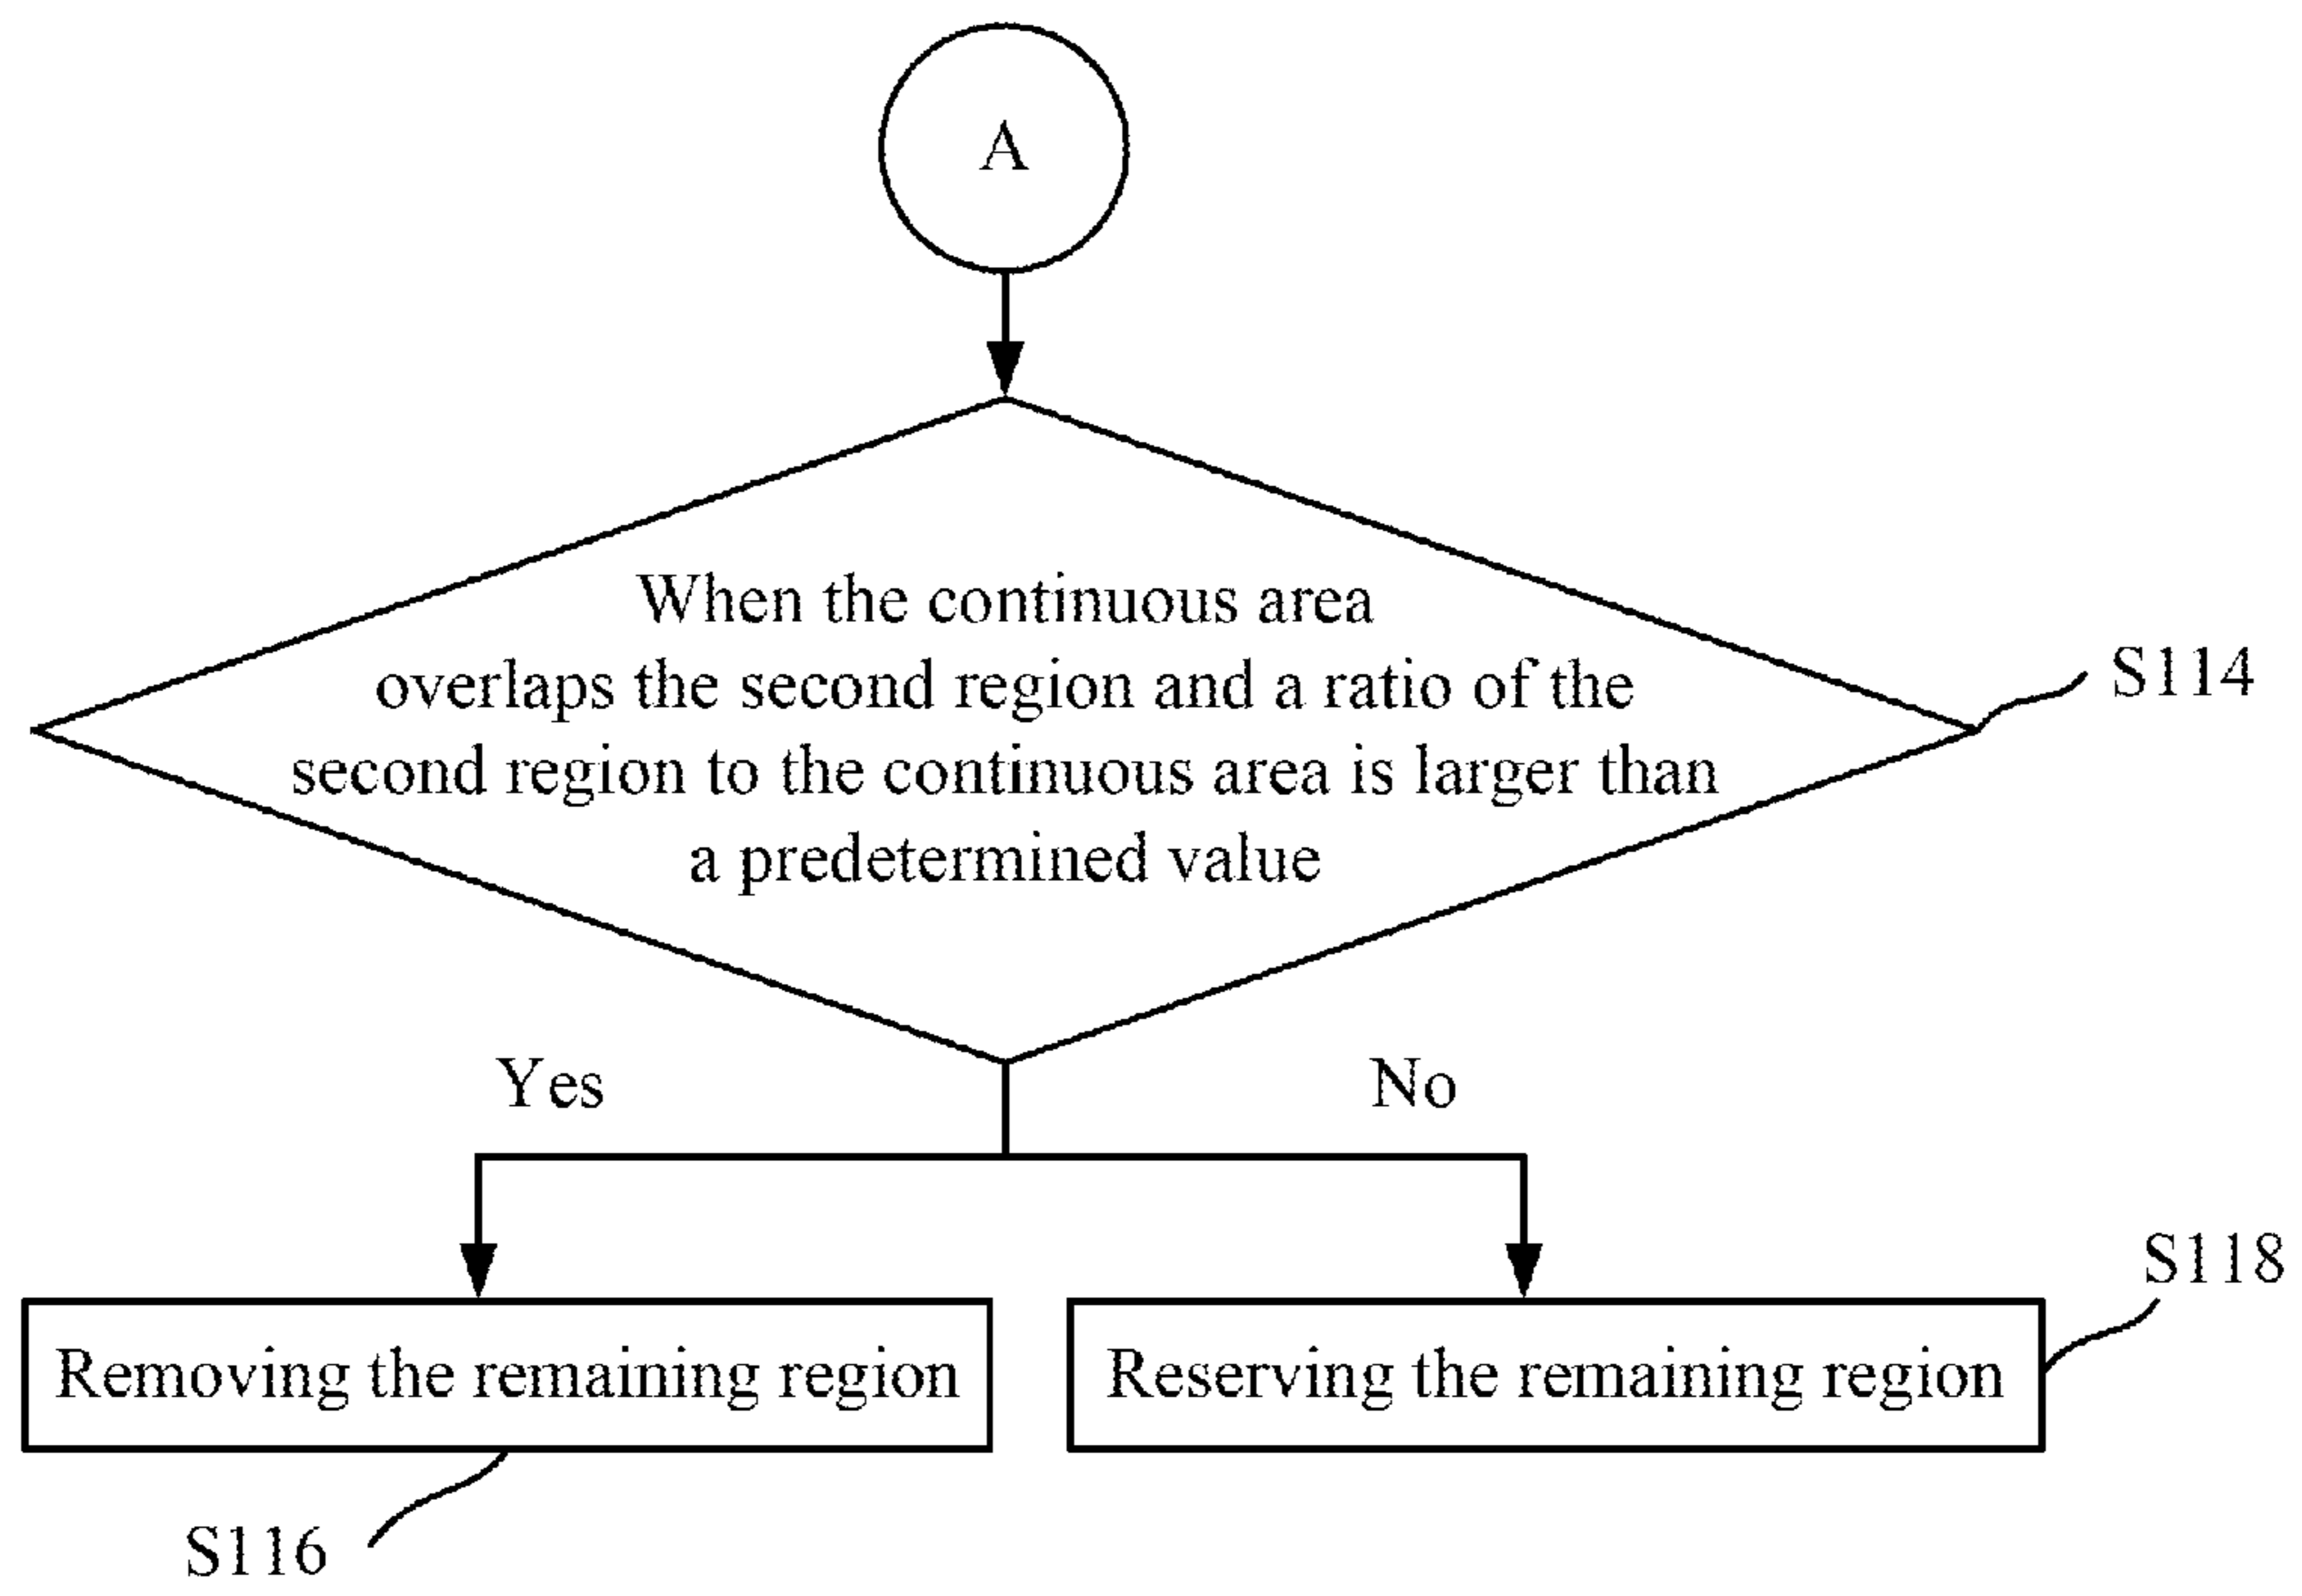 A
When the continuous area
overlaps the second region and a ratio of the
second region to the continuous area is larger than
a predetermined value
S114
Yes
No
S118
Removing the remaining region
Reserving the remaining region
S116